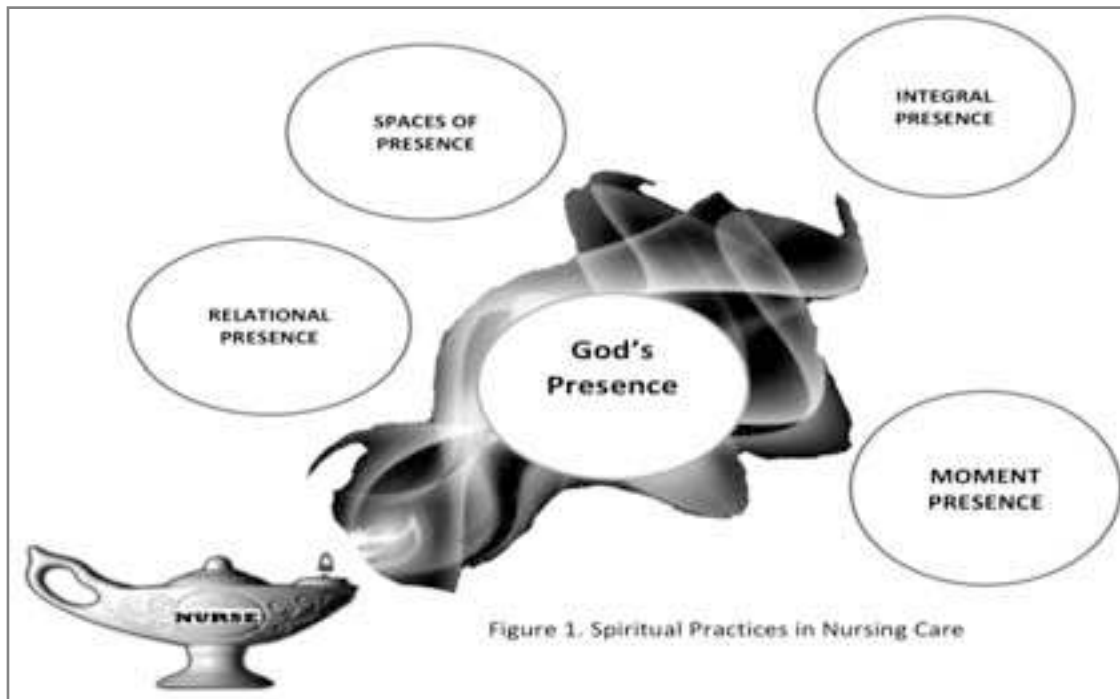 SPACES OF
PRESENCE
INTEGRAL
PRESENCE
RELATIONAL
PRESENCE
God's
Presence
MOMENT
PRESENCE
NURSE
Figure 1. Spiritual Practices in Nursing Care